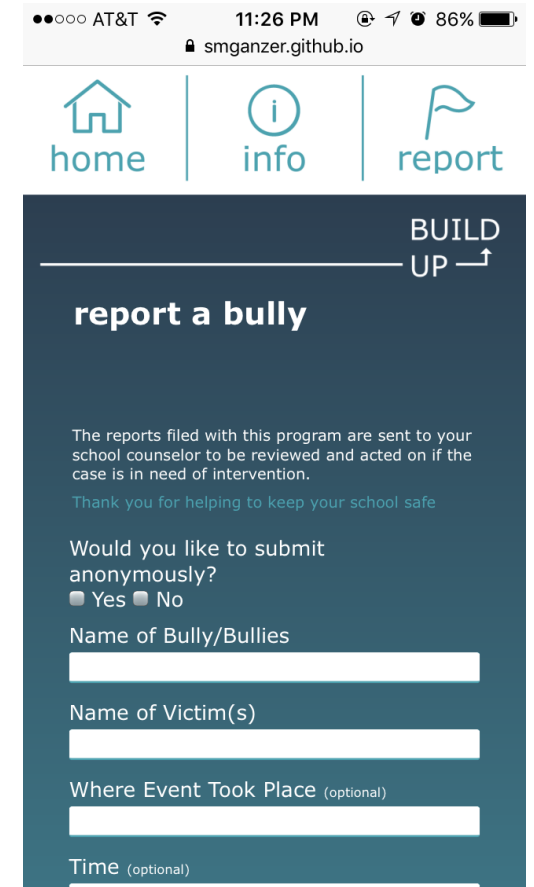 AT&T 11:26 PM 86%
smganzer.github.io
home info report
BUILD
UP
report a bully
The reports filed with this program are sent to your
school counselor to be reviewed and acted on if the
case is in need of intervention.
Thank you for helping to keep your school safe
Would you like to submit
anonymously?
Yes No
Name of Bully/Bullies
Name of Victim(s)
Where Event Took Place (optional)
Time (optional)